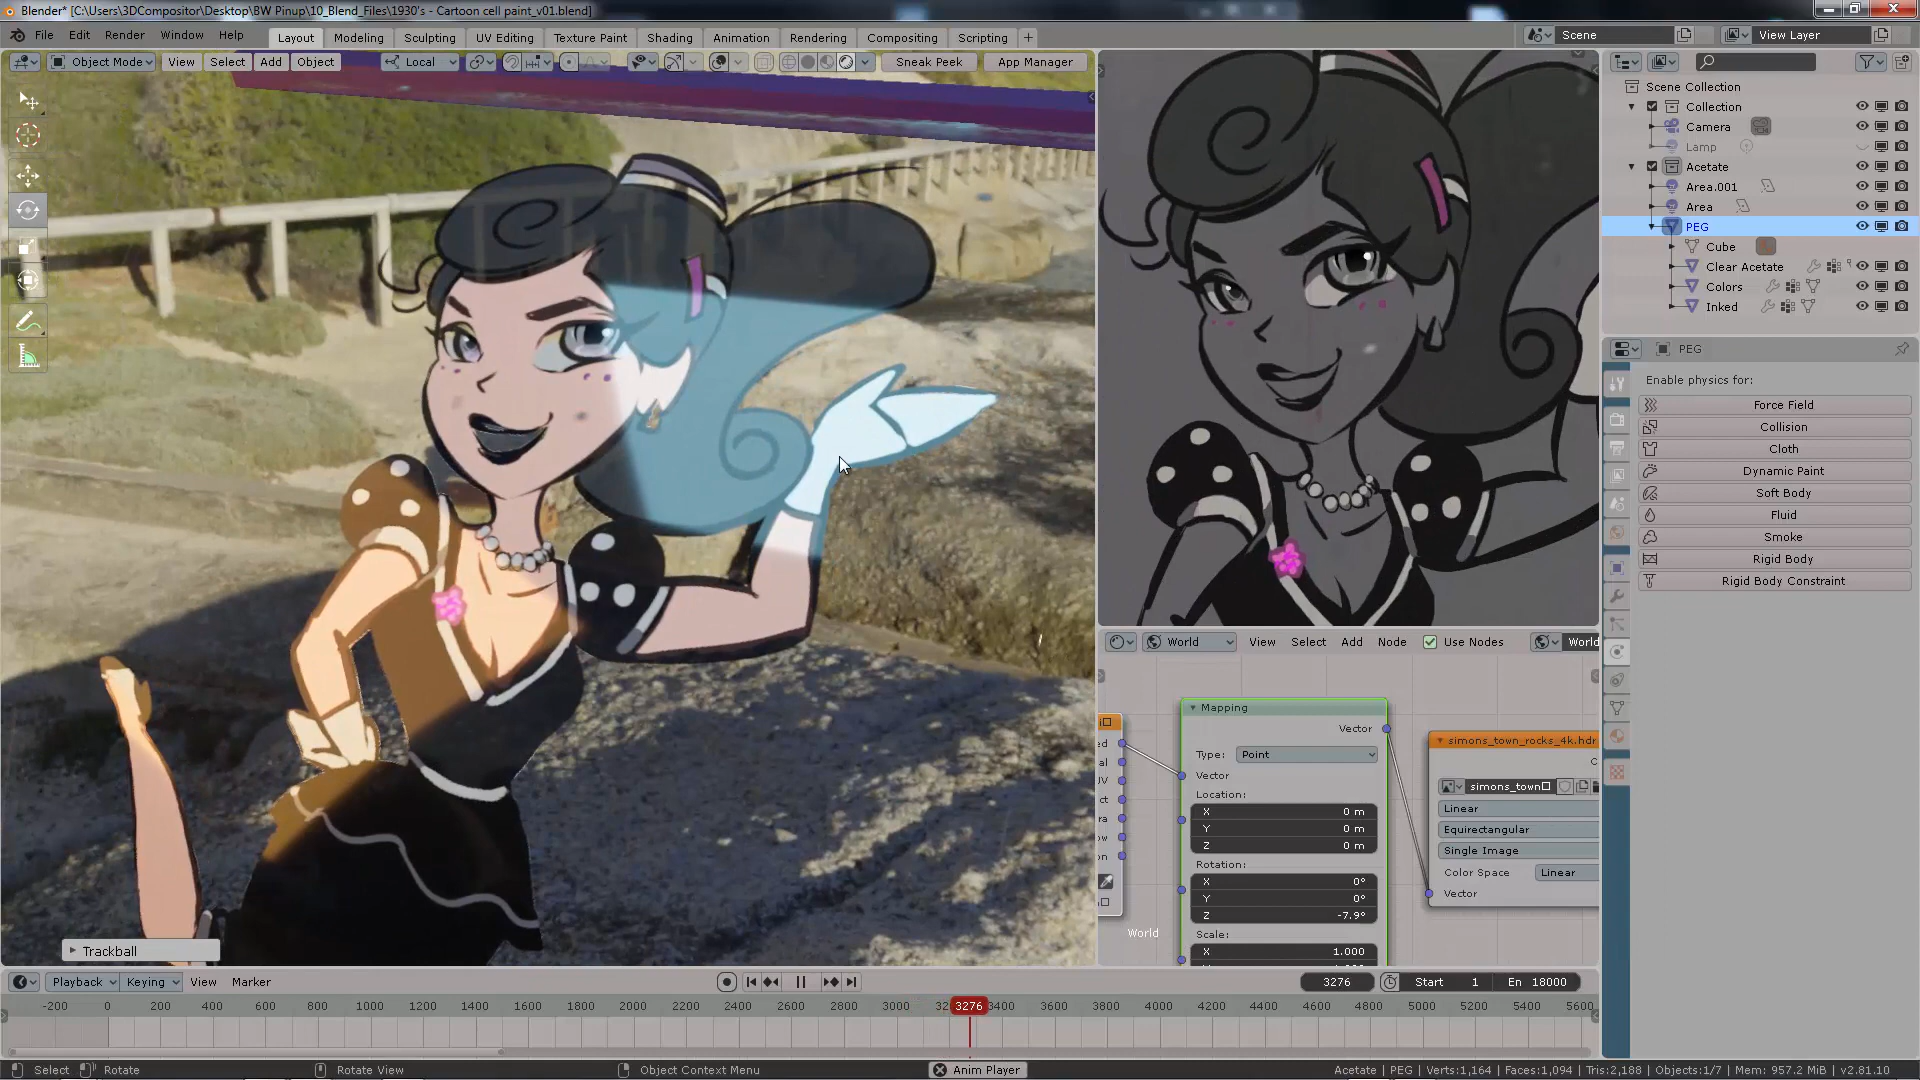 Blender* [C:\Users\3DCompositor\Desktop\BW Pinup\10_Blend_Files\1930's - Cartoon cell paint_v01.blend]
File Edit Render Window Help Layout Modeling Sculpting UV Editing Texture Paint Shading Animation Rendering Compositing Scripting Scene View Layer
Object Mode View Select Add Object Local Sneak Peek App Manager
Scene Collection
Collection
Camera
Lamp
Acetate
Area.001
Area
PEG
Cube
Clear Acetate
Colors
Inked
PEG
Enable physics for:
Force Field
Collision
Cloth
Dynamic Paint
Soft Body
Fluid
Smoke
Rigid Body
Rigid Body Constraint
World View Select Add Node Use Nodes World
Mapping
Vector
Type: Point
Vector
Location:
X 0 m
Y 0 m
Z 0 m
Rotation:
X 0°
Y 0°
Z -7.9°
Scale:
X 1.000
World
simons_town_rocks_4k.hdr
simons_town
Linear
Equirectangular
Single Image
Color Space Linear
Vector
Trackball
Playback Keying View Marker 3276 Start 1 En 18000
-200 0 200 400 600 800 1000 1200 1400 1600 1800 2000 2200 2400 2600 2800 3000 32 3276 3400 3600 3800 4000 4200 4400 4600 4800 5000 5200 5400 5600
Select Rotate Rotate View Object Context Menu Anim Player Acetate | PEG | Verts:1,164 | Faces:1,094 | Tris:2,188 | Objects:1/7 | Mem: 957.2 MiB | v2.81.10